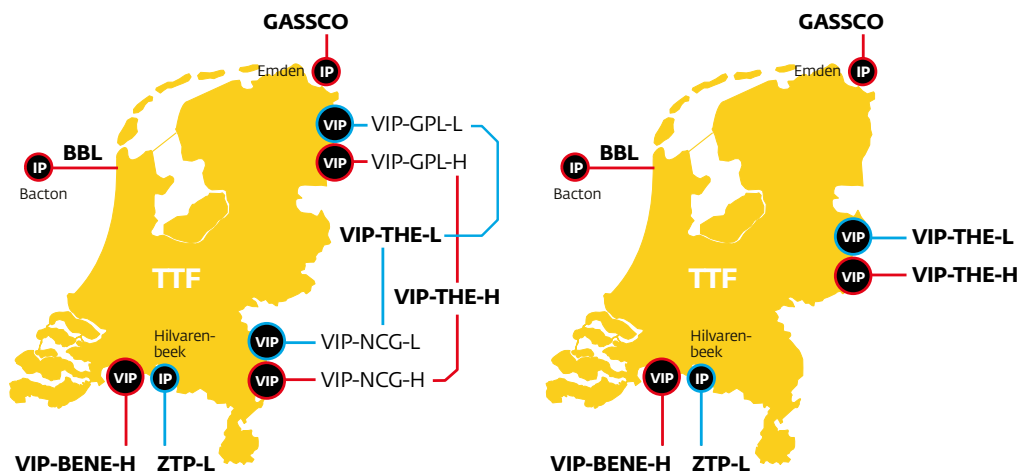 GASSCO
Emden
IP
VIP
VIP-GPL-L
VIP
VIP-GPL-H
BBL
IP
Bacton
VIP-THE-L
TTF
VIP-THE-H
Hilvaren-
beek
VIP
VIP-NCG-L
VIP
IP
VIP
VIP-NCG-H
VIP-BENE-H
ZTP-L
GASSCO
Emden
IP
BBL
IP
Bacton
VIP
VIP-THE-L
TTF
VIP
VIP-THE-H
Hilvaren-
beek
VIP
IP
VIP-BENE-H
ZTP-L